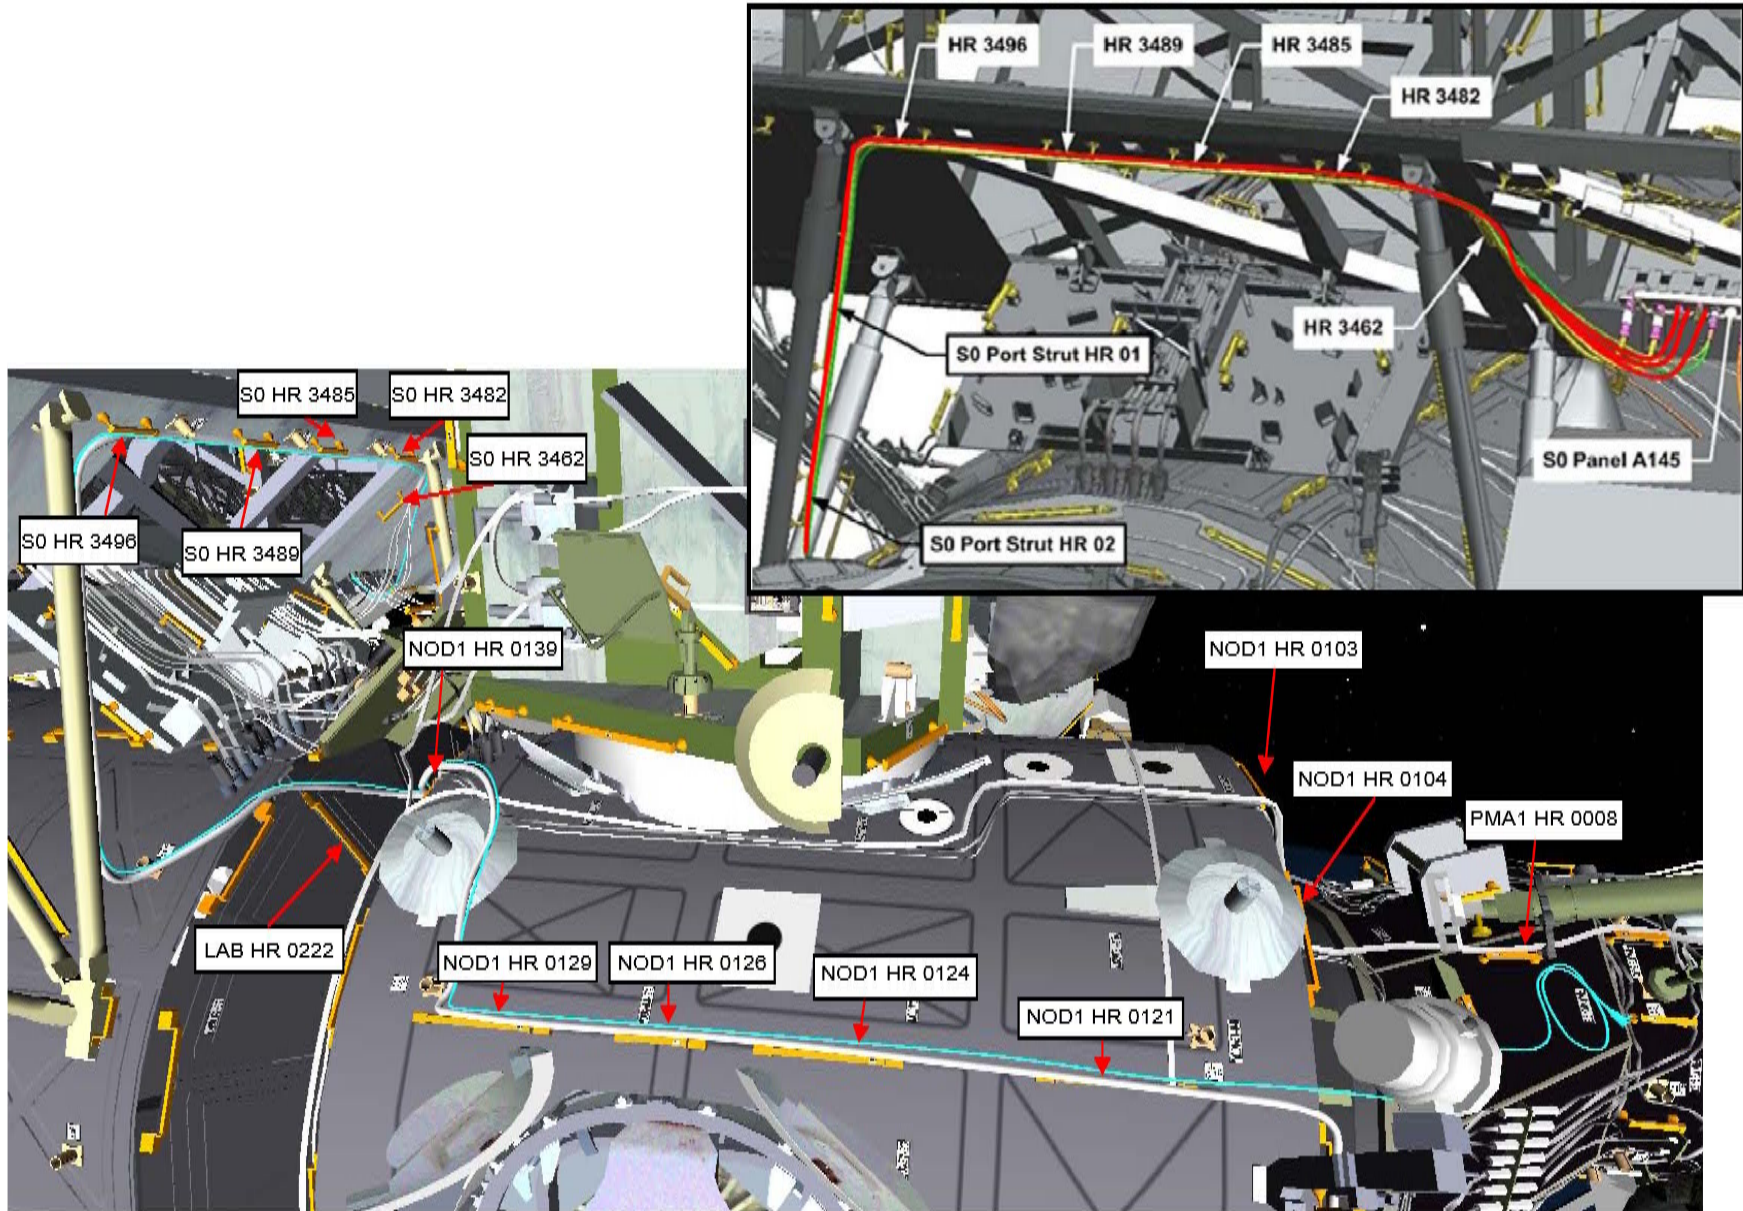 HR 3496
HR 3489
HR 3485
HR 3482
HR 3462
S0 Port Strut HR 01
S0 Panel A145
S0 Port Strut HR 02
S0 HR 3485
S0 HR 3482
S0 HR 3462
S0 HR 3496
S0 HR 3489
NOD1 HR 0139
NOD1 HR 0103
NOD1 HR 0104
PMA1 HR 0008
LAB HR 0222
NOD1 HR 0129
NOD1 HR 0126
NOD1 HR 0124
NOD1 HR 0121